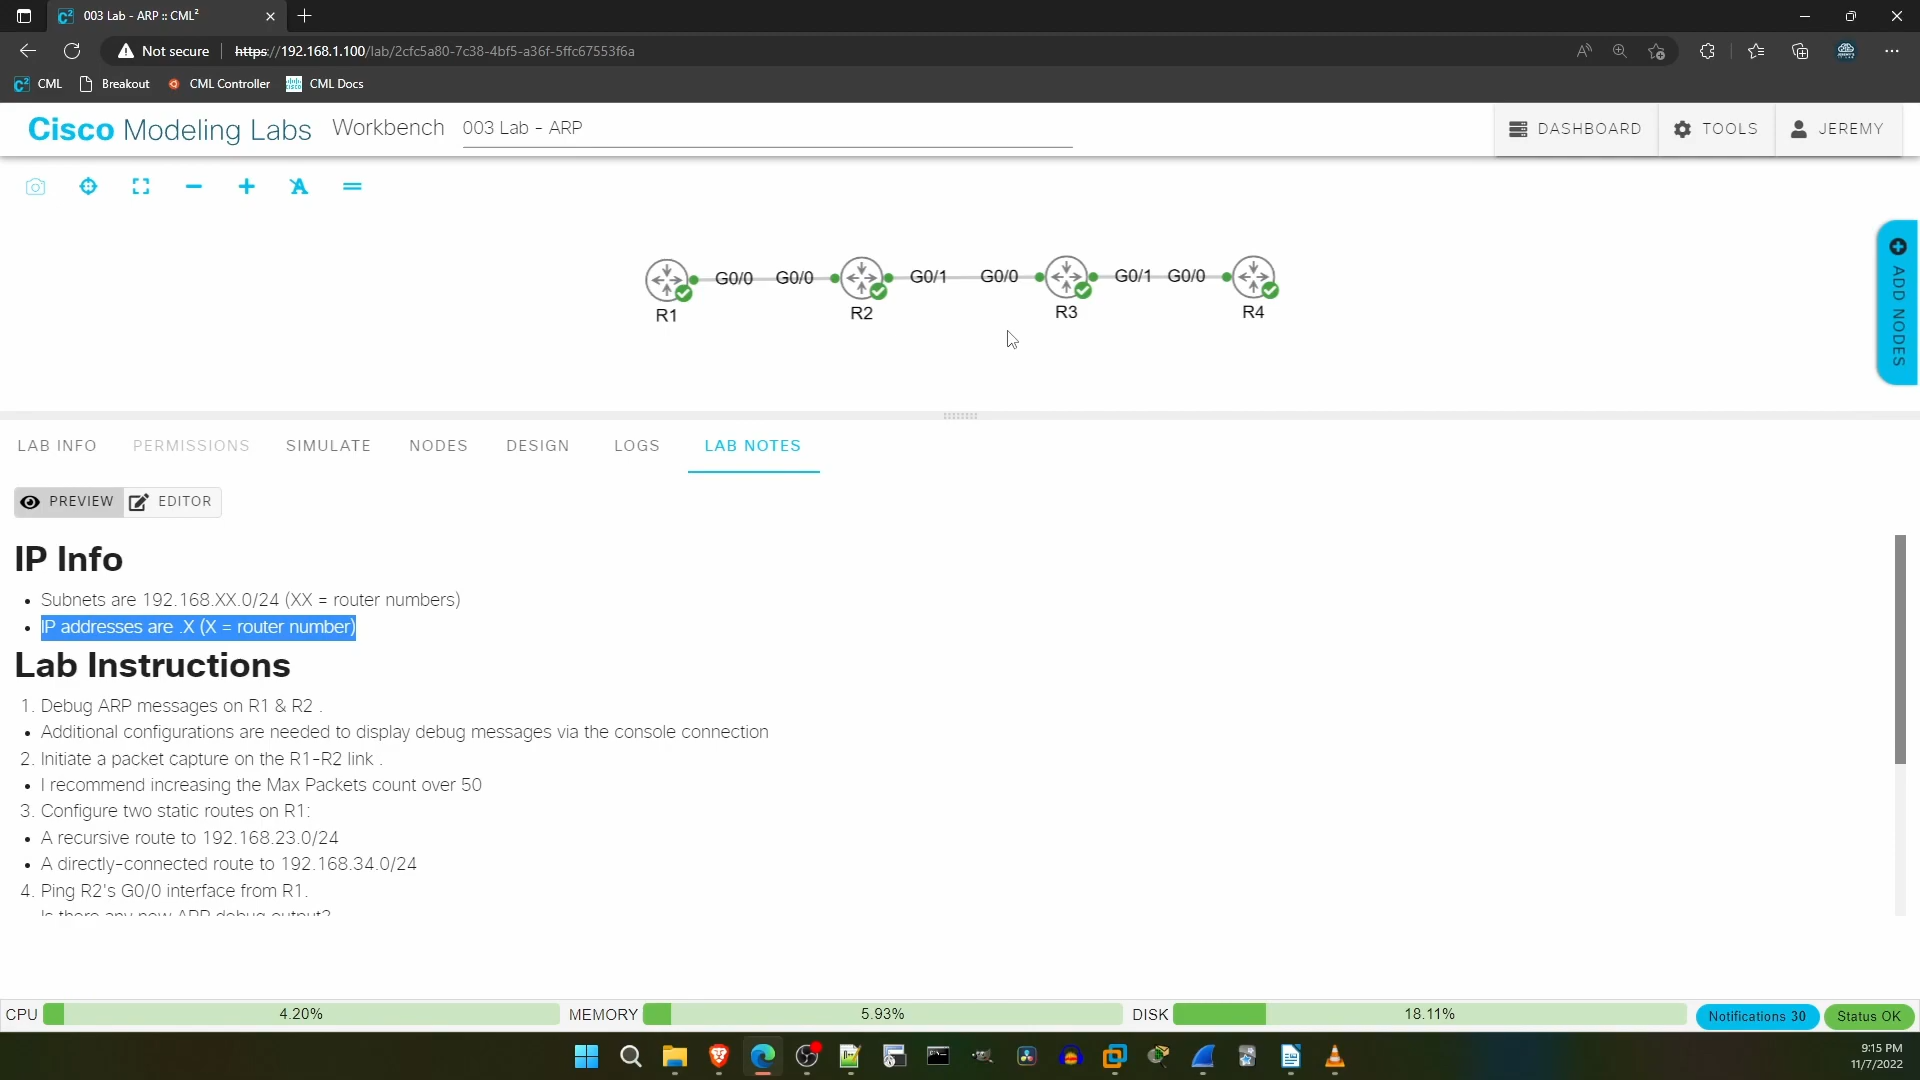 003 Lab - ARP :: CML²
Not secure https://192.168.1.100/lab/2cfc5a80-7c38-4bf5-a36f-5ffc67553f6a
CML Breakout CML Controller CML Docs
Cisco Modeling Labs Workbench 003 Lab - ARP DASHBOARD TOOLS JEREMY
G0/0 G0/0 G0/1 G0/0 G0/1 G0/0
R1 R2 R3 R4
ADD NODES
LAB INFO PERMISSIONS SIMULATE NODES DESIGN LOGS LAB NOTES
PREVIEW EDITOR
IP Info
• Subnets are 192.168.XX.0/24 (XX = router numbers)
• IP addresses are .X (X = router number)
Lab Instructions
1. Debug ARP messages on R1 & R2 .
• Additional configurations are needed to display debug messages via the console connection
2. Initiate a packet capture on the R1-R2 link .
• I recommend increasing the Max Packets count over 50
3. Configure two static routes on R1:
• A recursive route to 192.168.23.0/24
• A directly-connected route to 192.168.34.0/24
4. Ping R2's G0/0 interface from R1.
Is there any new ARP debug output?
CPU 4.20% MEMORY 5.93% DISK 18.11% Notifications 30 Status OK
9:15 PM
11/7/2022